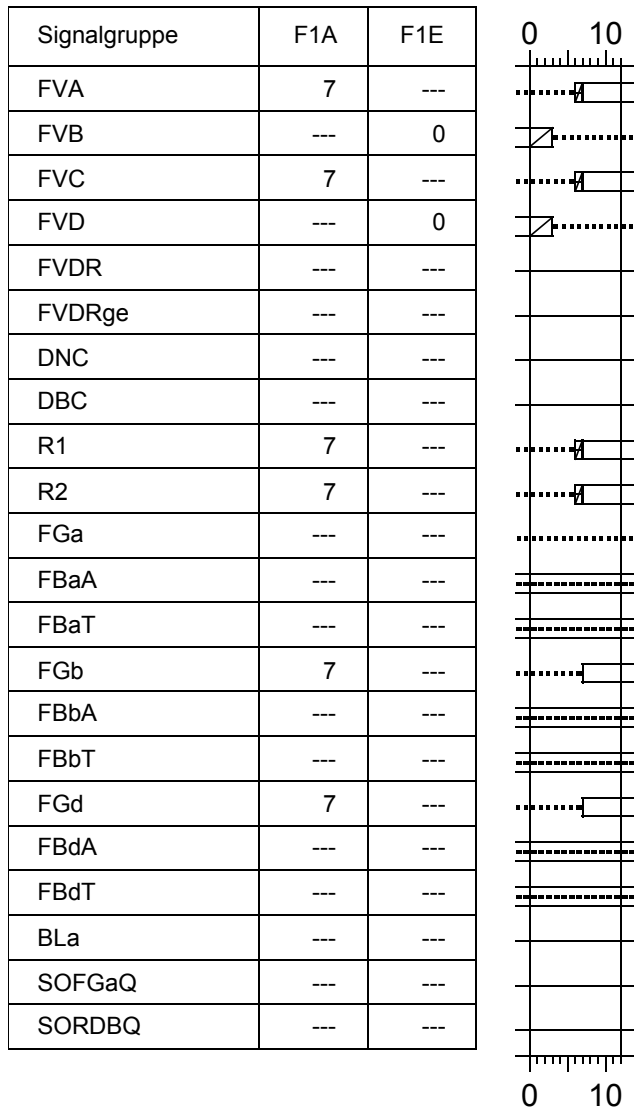 Signalgruppe F1A F1E 0 10
FVA 7 ---
FVB --- 0
FVC 7 ---
FVD --- 0
FVDR --- ---
FVDRge --- ---
DNC --- ---
DBC --- ---
R1 7 ---
R2 7 ---
FGa --- ---
FBaA --- ---
FBaT --- ---
FGb 7 ---
FBbA --- ---
FBbT --- ---
FGd 7 ---
FBdA --- ---
FBdT --- ---
BLa --- ---
SOFGaQ --- ---
SORDBQ --- ---
0 10